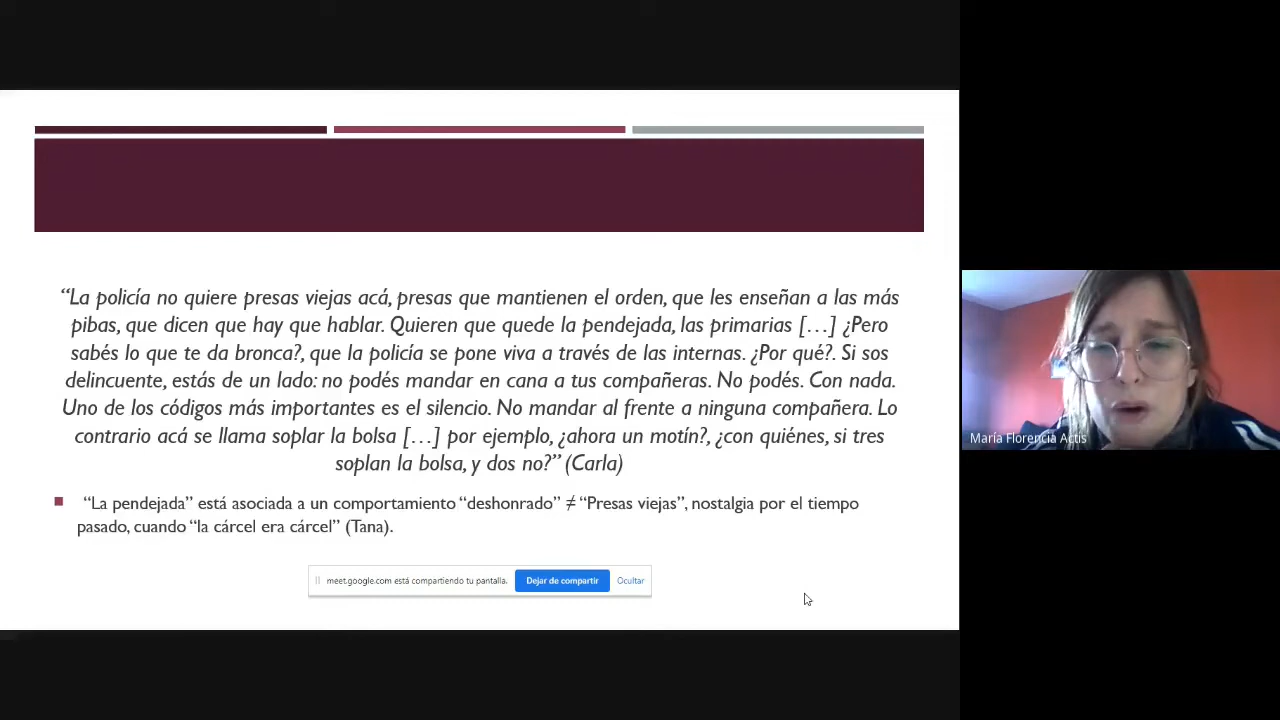 “La policía no quiere presas viejas acá, presas que mantienen el orden, que les enseñan a las más
pibas, que dicen que hay que hablar. Quieren que quede la pendejada, las primarias […] ¿Pero
sabés lo que te da bronca?, que la policía se pone viva a través de las internas. ¿Por qué?. Si sos
delincuente, estás de un lado: no podés mandar en cana a tus compañeras. No podés. Con nada.
Uno de los códigos más importantes es el silencio. No mandar al frente a ninguna compañera. Lo
contrario acá se llama soplar la bolsa […] por ejemplo, ¿ahora un motín?, ¿con quiénes, si tres
soplan la bolsa, y dos no?” (Carla)
“La pendejada” está asociada a un comportamiento “deshonrado” ≠ “Presas viejas”, nostalgia por el tiempo
pasado, cuando “la cárcel era cárcel” (Tana).
meet.google.com está compartiendo tu pantalla. Dejar de compartir Ocultar
María Florencia Actis